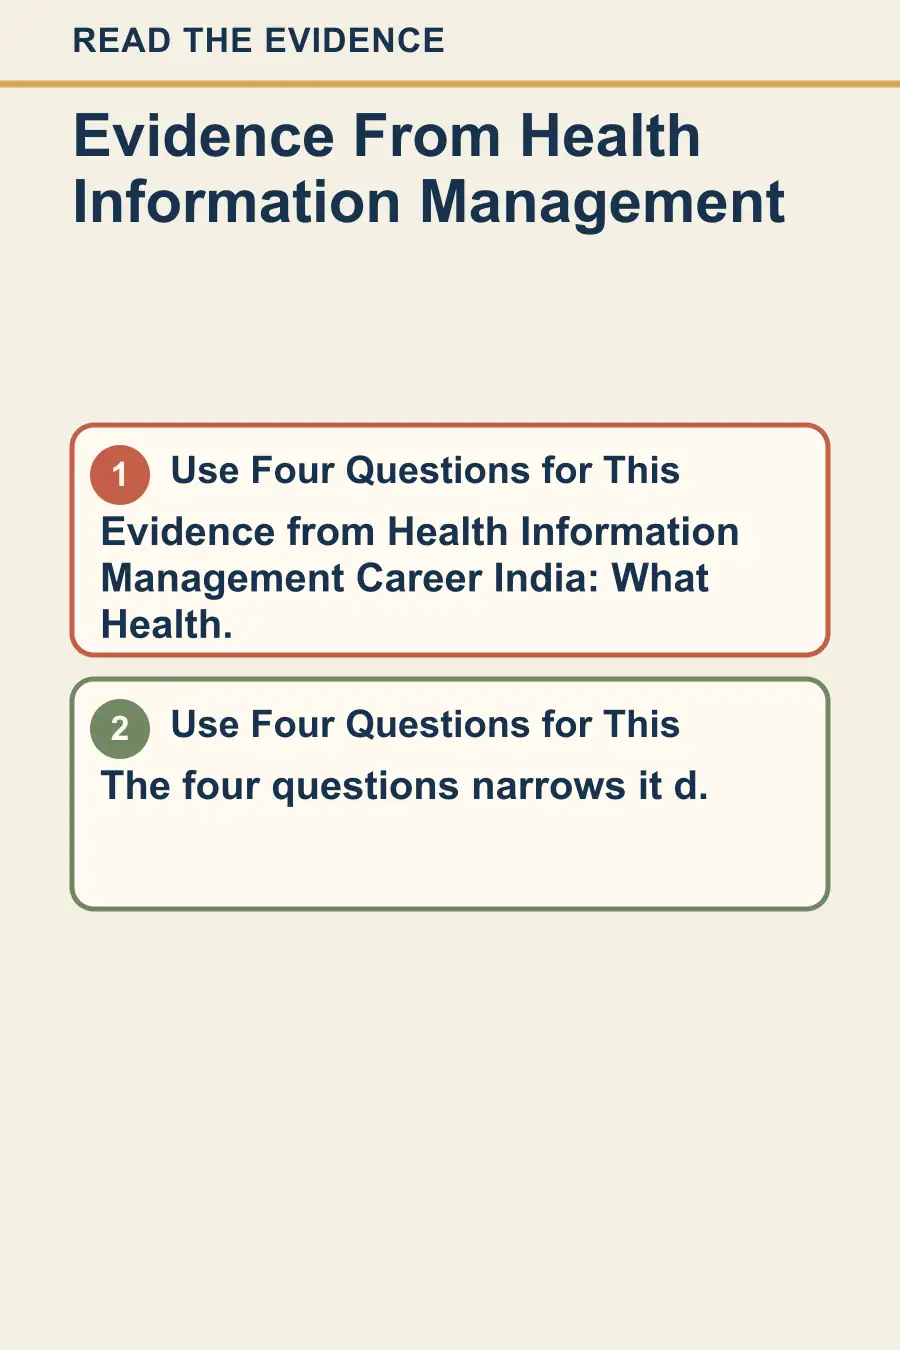 READ THE EVIDENCE
Evidence From Health
Information Management
1 Use Four Questions for This
Evidence from Health Information
Management Career India: What
Health.
2 Use Four Questions for This
The four questions narrows it d.